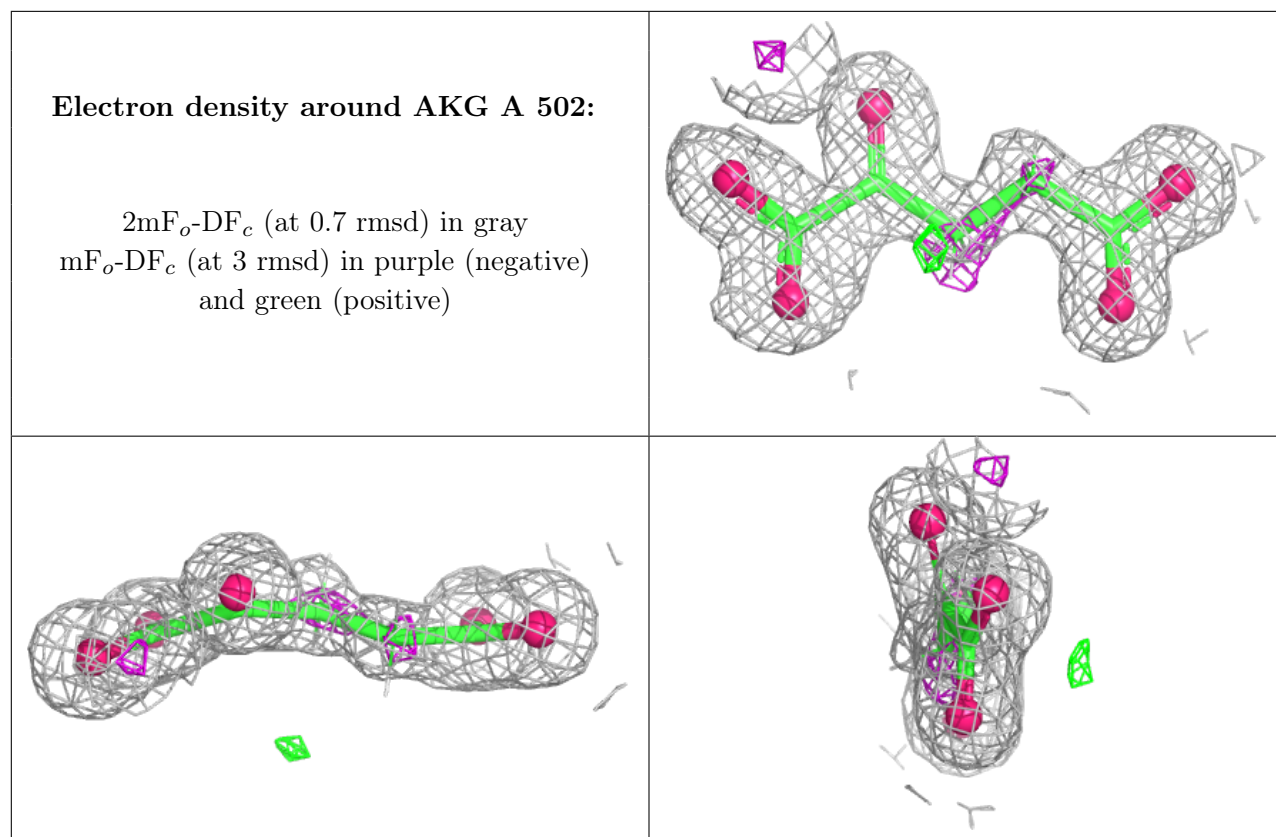 Electron density around AKG A 502:
2mFₒ-DF𝒸 (at 0.7 rmsd) in gray
mFₒ-DF𝒸 (at 3 rmsd) in purple (negative)
and green (positive)